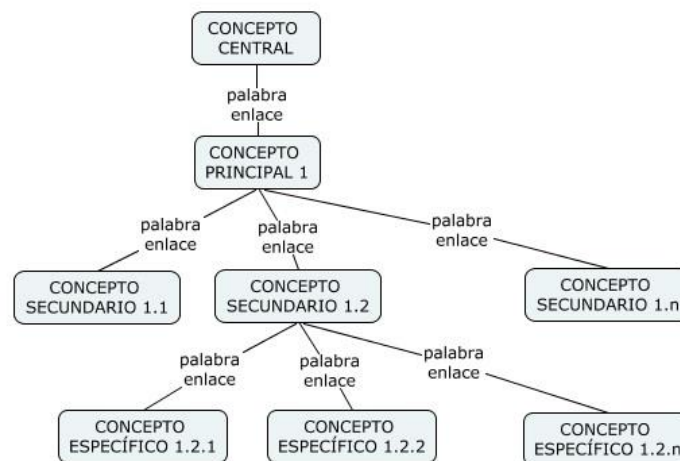 CONCEPTO
CENTRAL
palabra
enlace
CONCEPTO
PRINCIPAL 1
palabra
enlace
palabra
enlace
palabra
enlace
CONCEPTO
SECUNDARIO 1.1
CONCEPTO
SECUNDARIO 1.2
CONCEPTO
SECUNDARIO 1.n
palabra
enlace
palabra
enlace
palabra
enlace
CONCEPTO
ESPECÍFICO 1.2.1
CONCEPTO
ESPECÍFICO 1.2.2
CONCEPTO
ESPECÍFICO 1.2.n